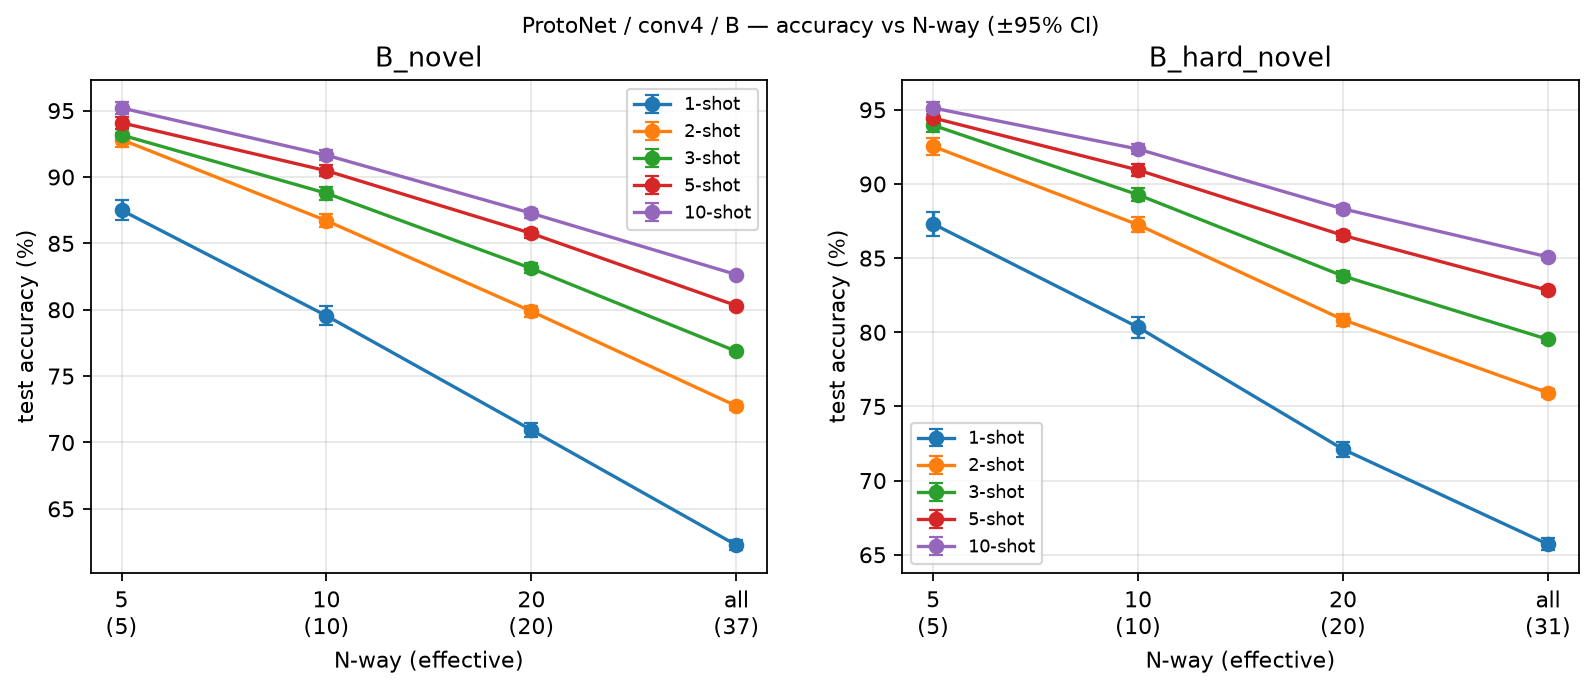 ProtoNet / conv4 / B — accuracy vs N-way (±95% CI)
B_novel
test accuracy (%)
95
90
85
80
75
70
65
1-shot
2-shot
3-shot
5-shot
10-shot
5
(5)
10
(10)
20
(20)
all
(37)
N-way (effective)
B_hard_novel
test accuracy (%)
95
90
85
80
75
70
65
1-shot
2-shot
3-shot
5-shot
10-shot
5
(5)
10
(10)
20
(20)
all
(31)
N-way (effective)